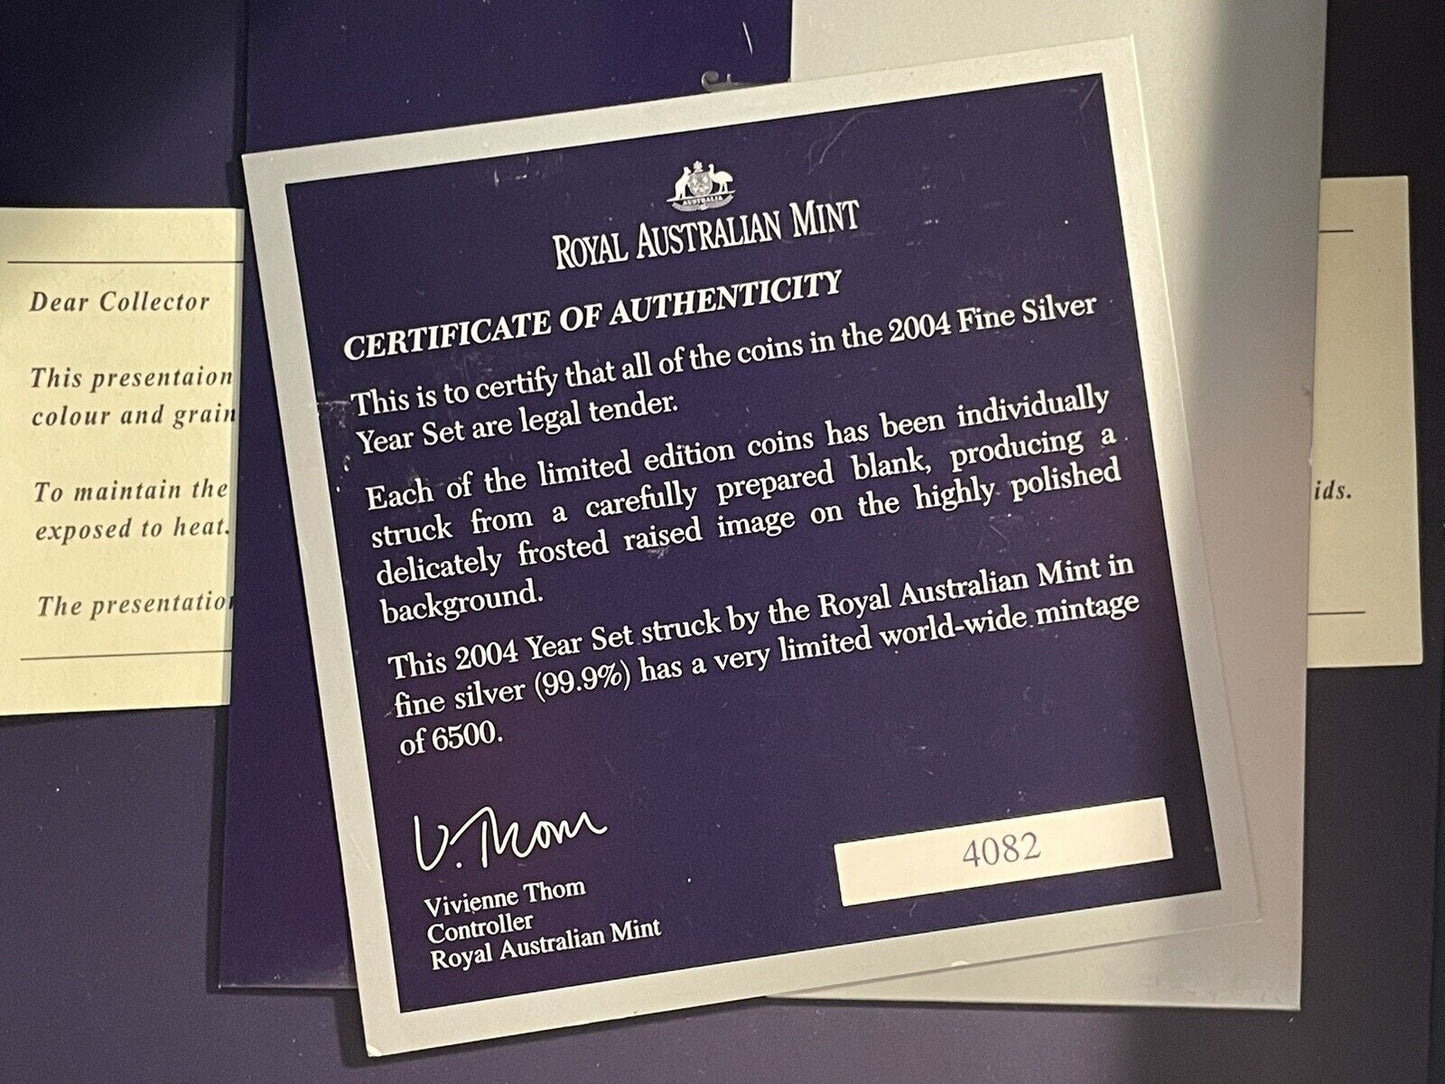 Dear Collector
This presentaion
colour and grain
To maintain the
exposed to heat.
The presentatio
AUSTRALIA
ROYAL AUSTRALIAN MINT
CERTIFICATE OF AUTHENTICITY
This is to certify that all of the coins in the 2004 Fine Silver
Year Set are legal tender.
Each of the limited edition coins has been individually
struck from a carefully prepared blank, producing a
delicately frosted raised image on the highly polished
background.
This 2004 Year Set struck by the Royal Australian Mint in
fine silver (99.9%) has a very limited world-wide mintage
of 6500.
V. Thom
Vivienne Thom
Controller
Royal Australian Mint
4082
ids.